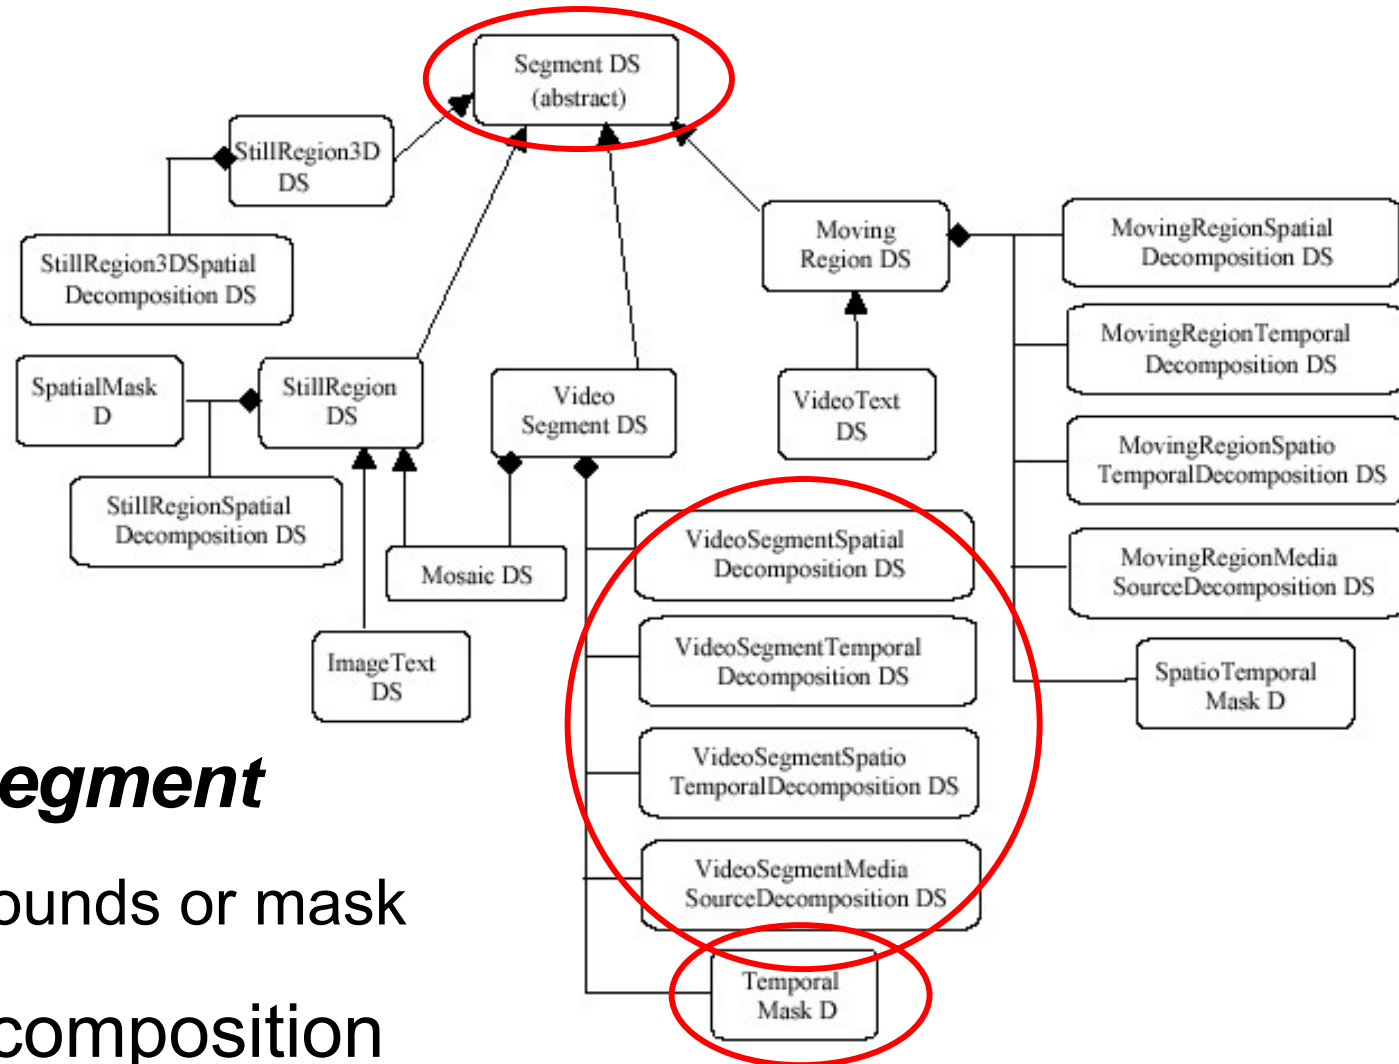 Segment DS
(abstract)
StillRegion3D
DS
StillRegion3DSpatial
Decomposition DS
Moving
Region DS
MovingRegionSpatial
Decomposition DS
MovingRegionTemporal
Decomposition DS
MovingRegionSpatio
TemporalDecomposition DS
MovingRegionMedia
SourceDecomposition DS
SpatioTemporal
Mask D
SpatialMask
D
StillRegion
DS
Video
Segment DS
VideoText
DS
StillRegionSpatial
Decomposition DS
Mosaic DS
ImageText
DS
VideoSegmentSpatial
Decomposition DS
VideoSegmentTemporal
Decomposition DS
VideoSegmentSpatio
TemporalDecomposition DS
VideoSegmentMedia
SourceDecomposition DS
Temporal
Mask D
egment
ounds or mask
composition